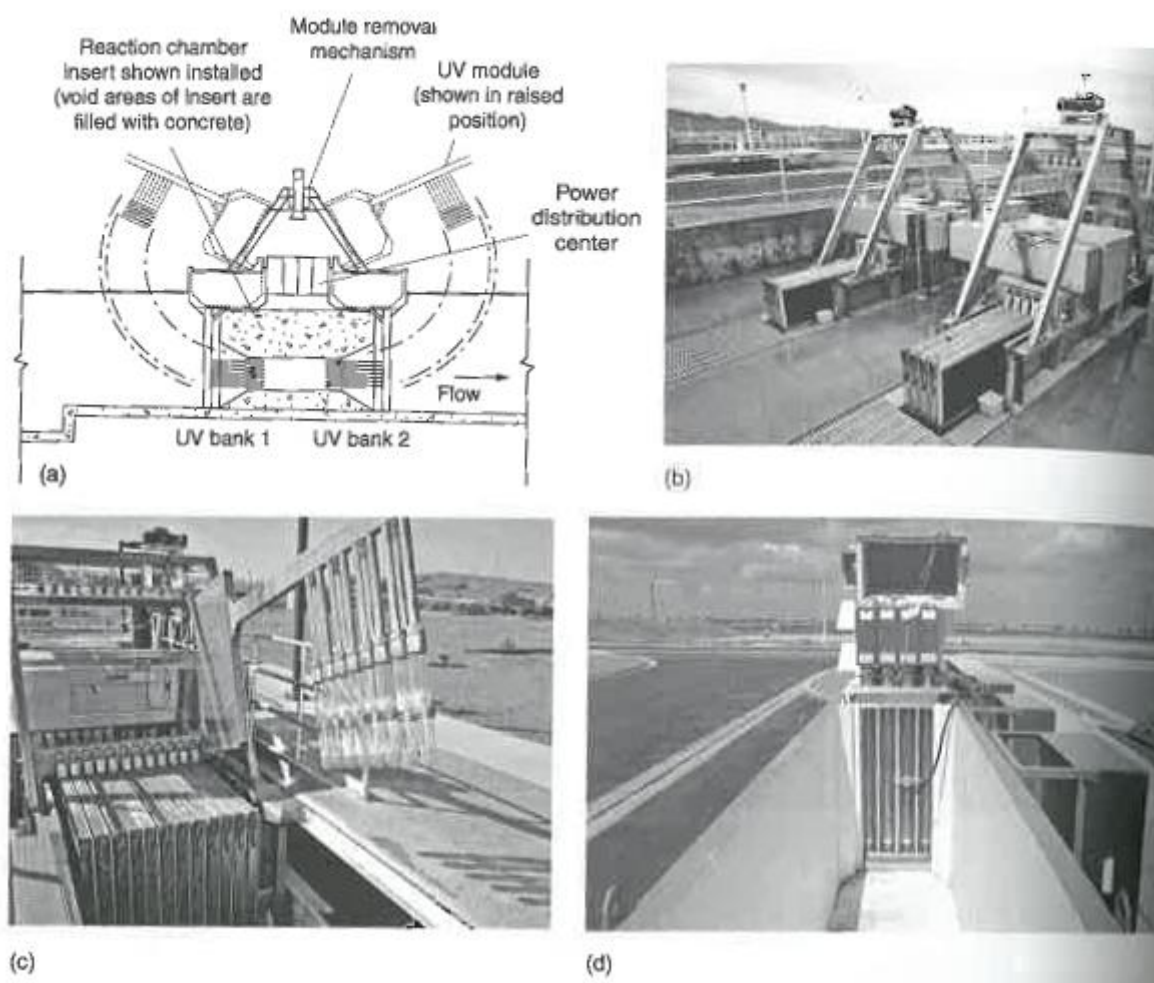 Module removal
mechanism
Reaction chamber
insert shown installed
(void areas of insert are
filled with concrete)
UV module
(shown in raised
position)
Power
distribution
center
Flow
UV bank 1 UV bank 2
(a)
(b)
(c)
(d)